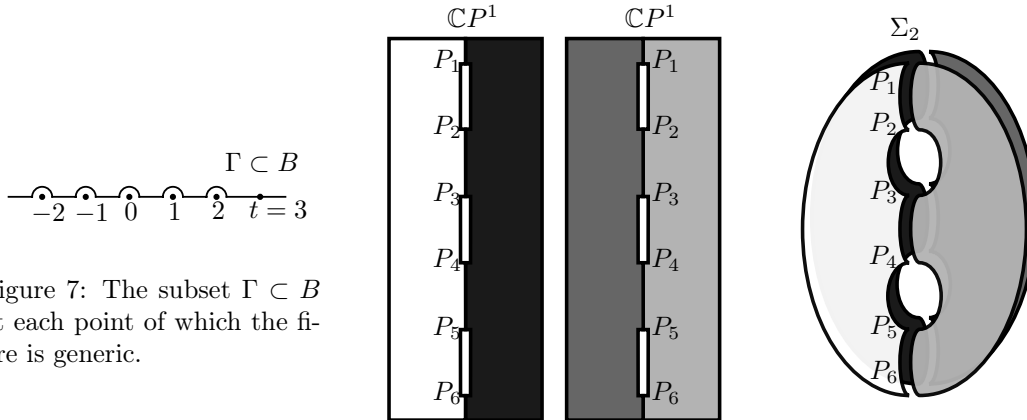 Γ ⊂ B
−2 −1 0 1 2 t = 3
igure 7: The subset Γ ⊂ B
t each point of which the fi-
re is generic.
ℂP¹
P₁
P₂
P₃
P₄
P₅
P₆
ℂP¹
P₁
P₂
P₃
P₄
P₅
P₆
Σ₂
P₁
P₂
P₃
P₄
P₅
P₆